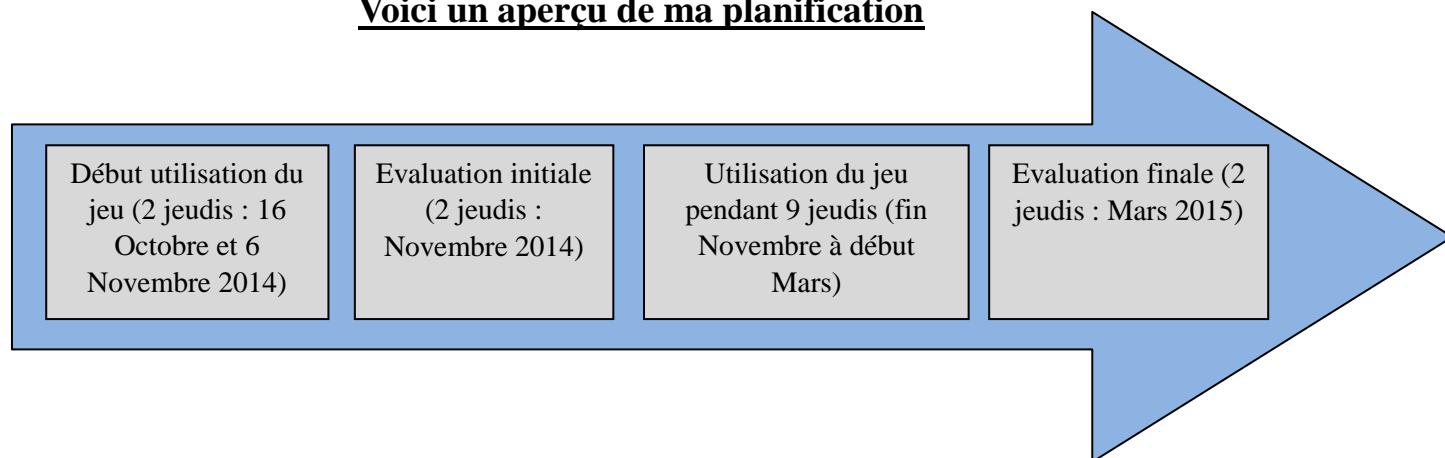 Voici un aperçu de ma planification
Début utilisation du
jeu (2 jeudis : 16
Octobre et 6
Novembre 2014)
Evaluation initiale
(2 jeudis :
Novembre 2014)
Utilisation du jeu
pendant 9 jeudis (fin
Novembre à début
Mars)
Evaluation finale (2
jeudis : Mars 2015)